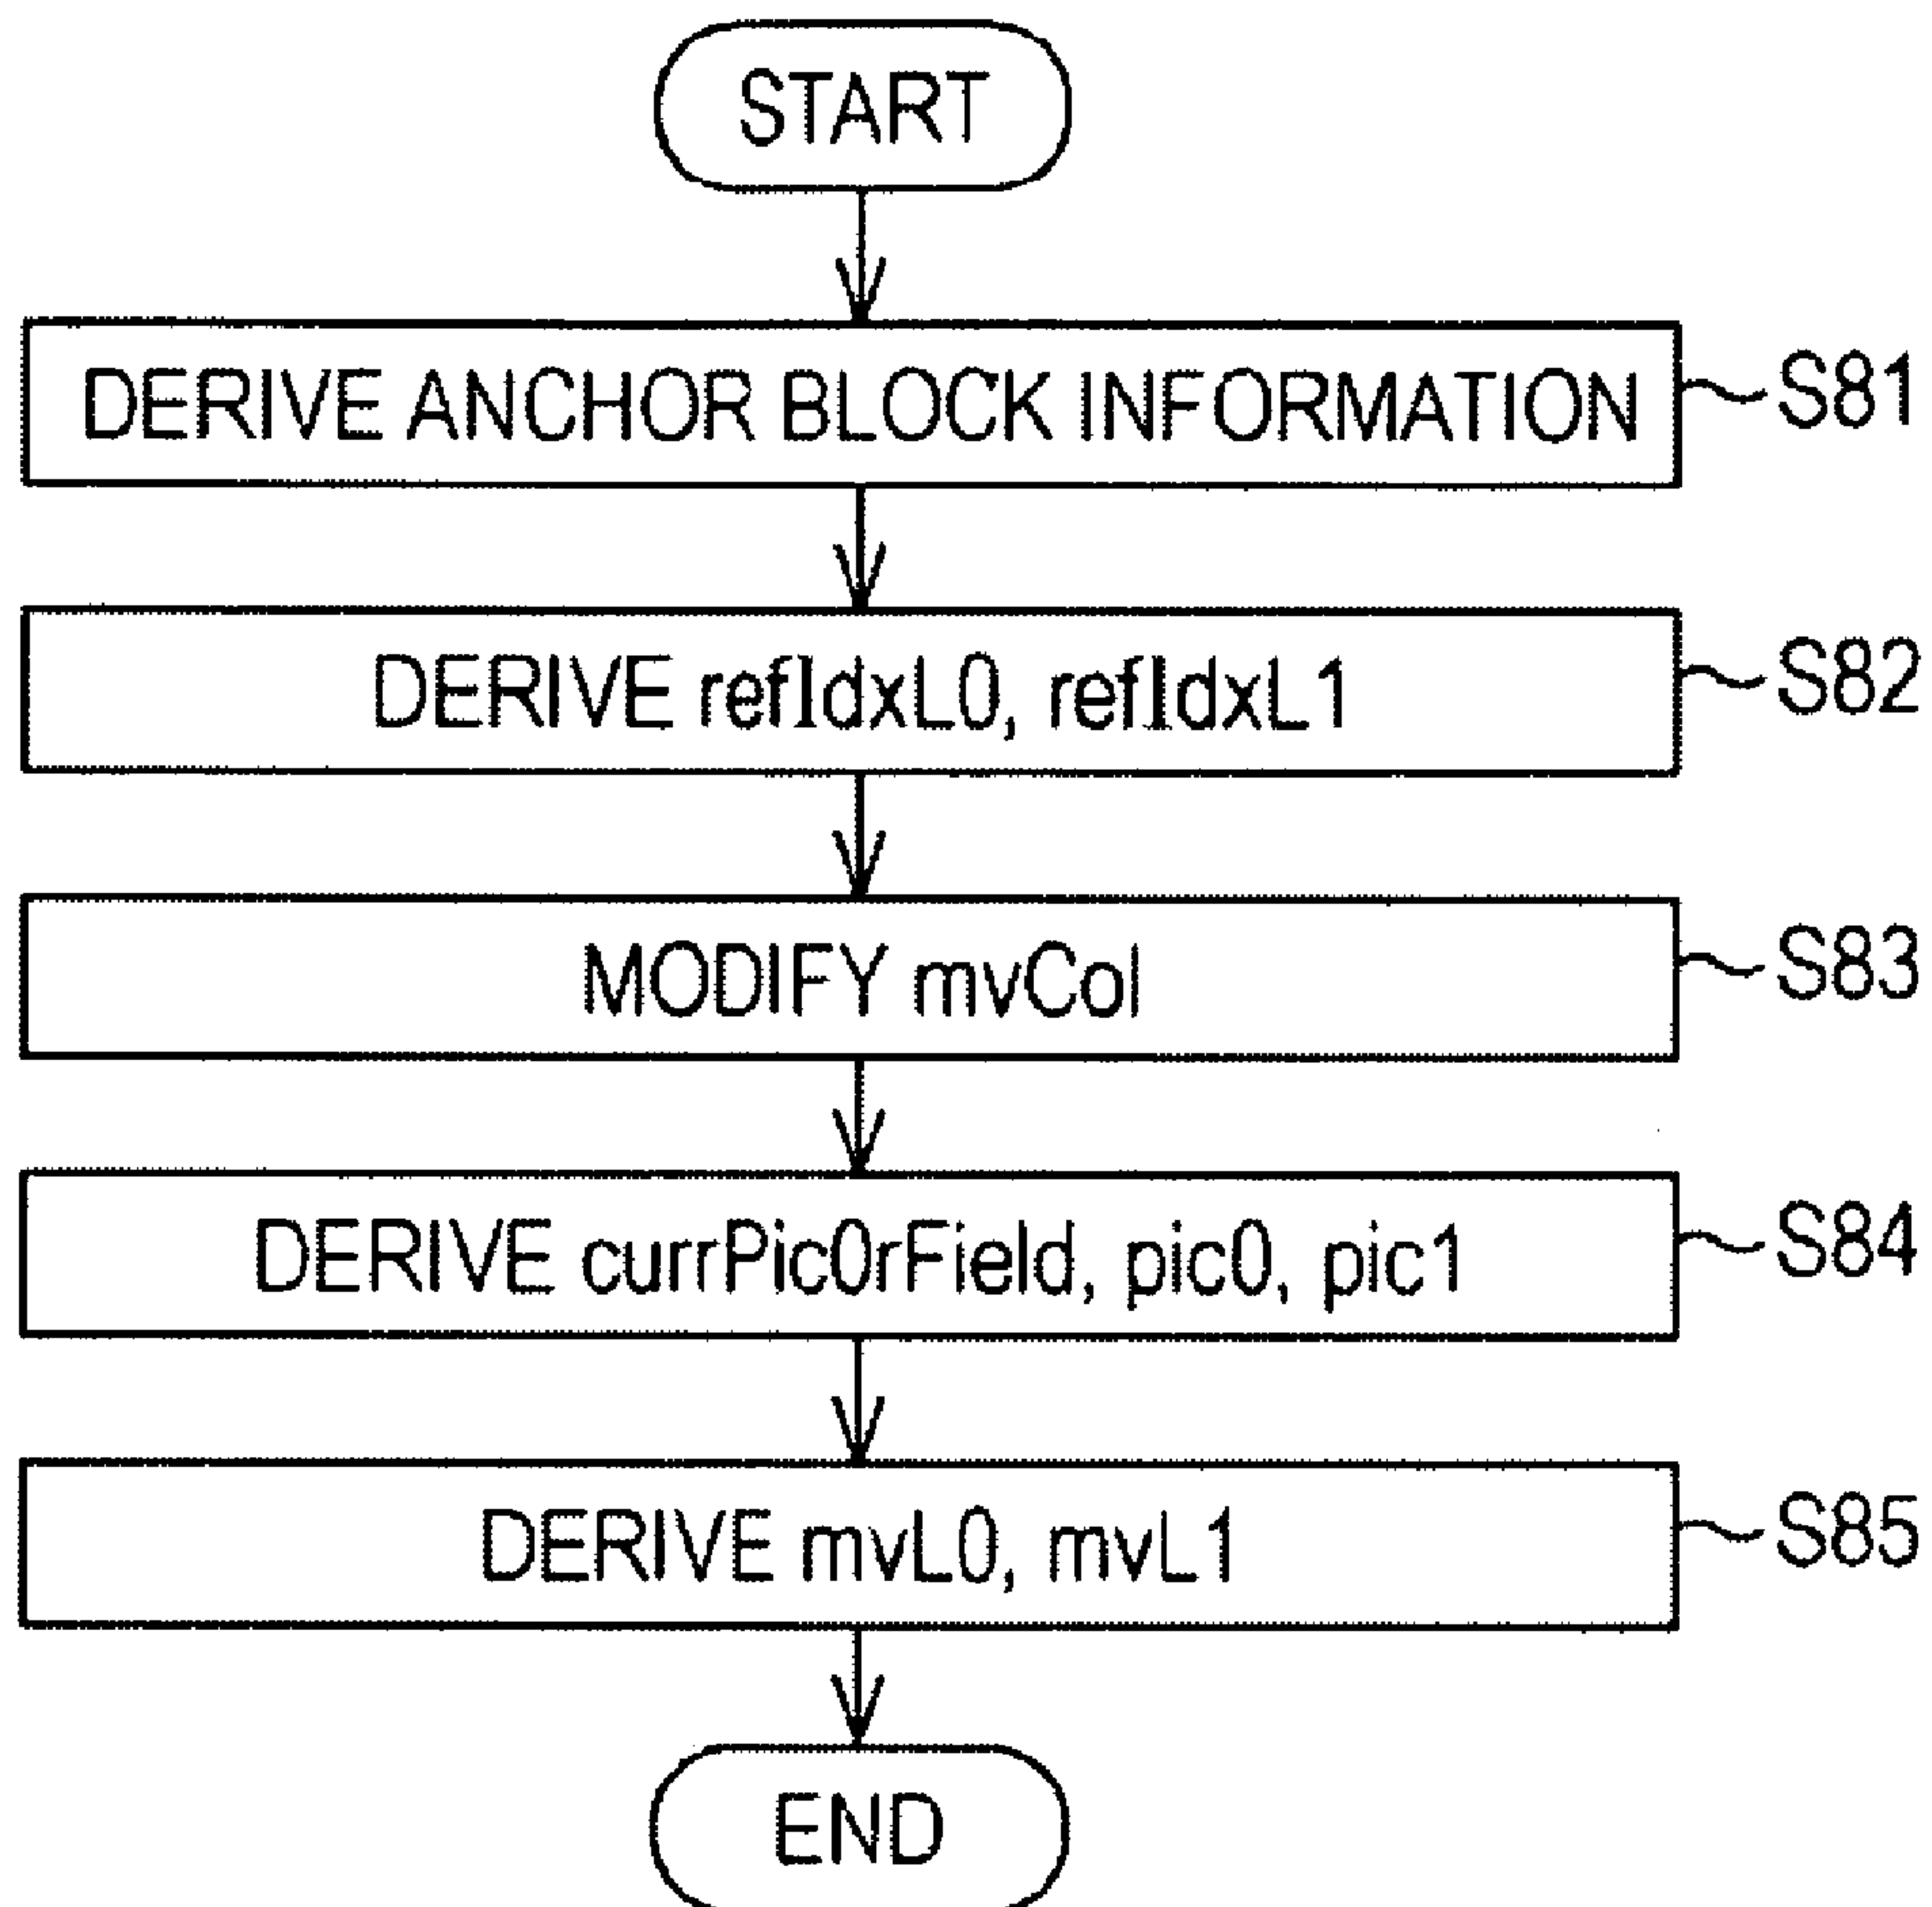 START
DERIVE ANCHOR BLOCK INFORMATION
S81
DERIVE refIdxL0, refIdxL1
S82
MODIFY mvCol
S83
DERIVE currPicOrField, pic0, pic1
S84
DERIVE mvL0, mvL1
S85
END